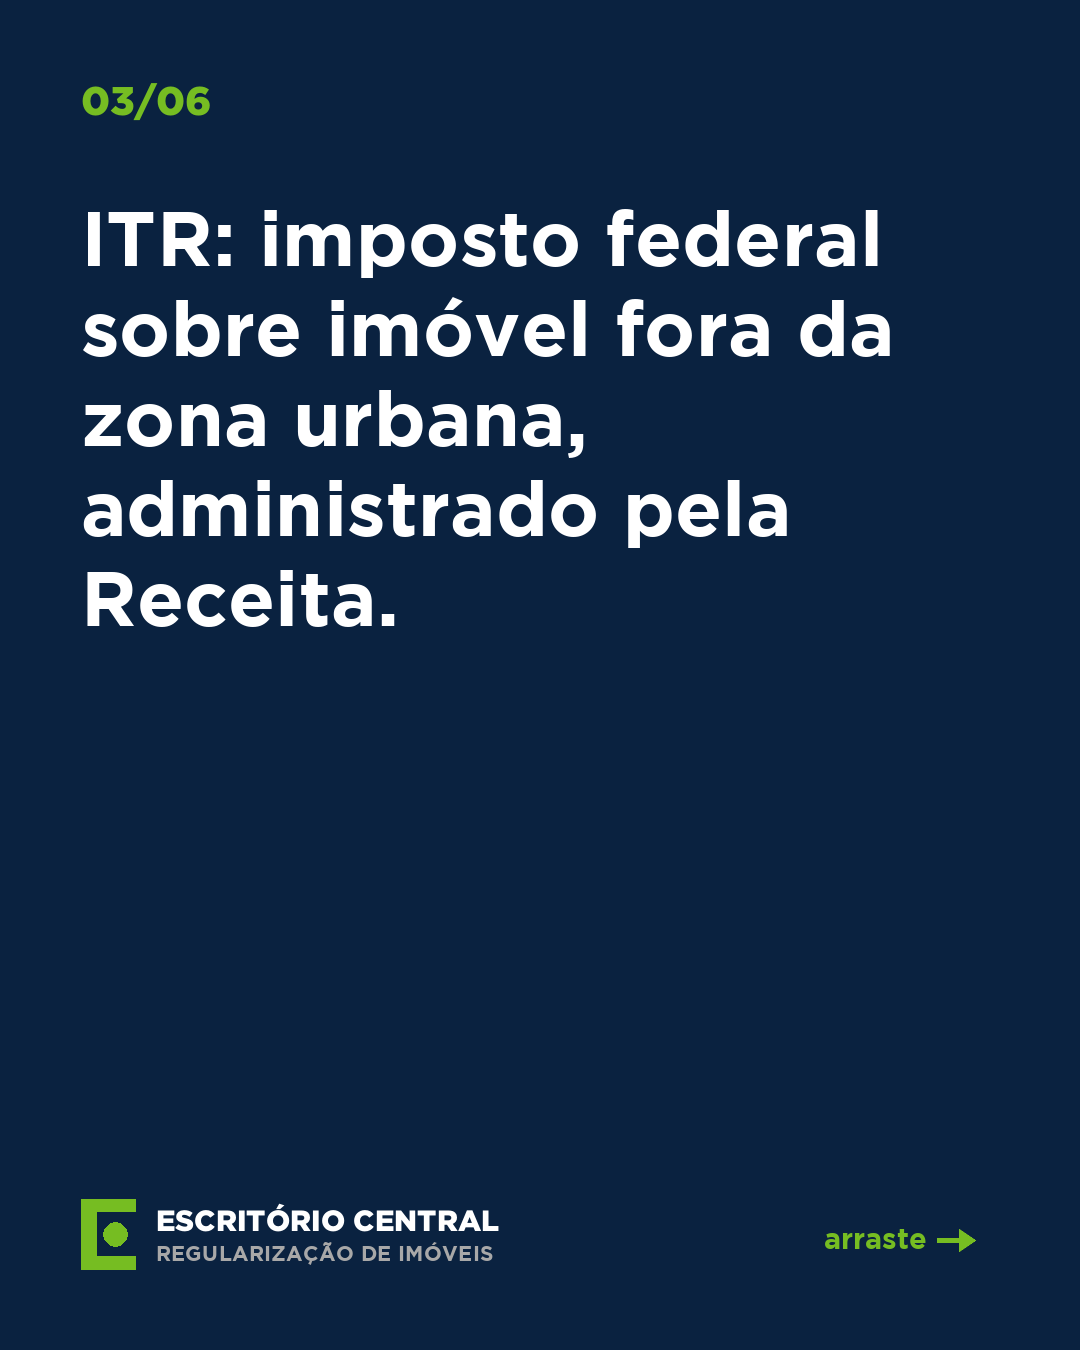 03/06
ITR: imposto federal
sobre imóvel fora da
zona urbana,
administrado pela
Receita.
ESCRITÓRIO CENTRAL
REGULARIZAÇÃO DE IMÓVEIS
arraste